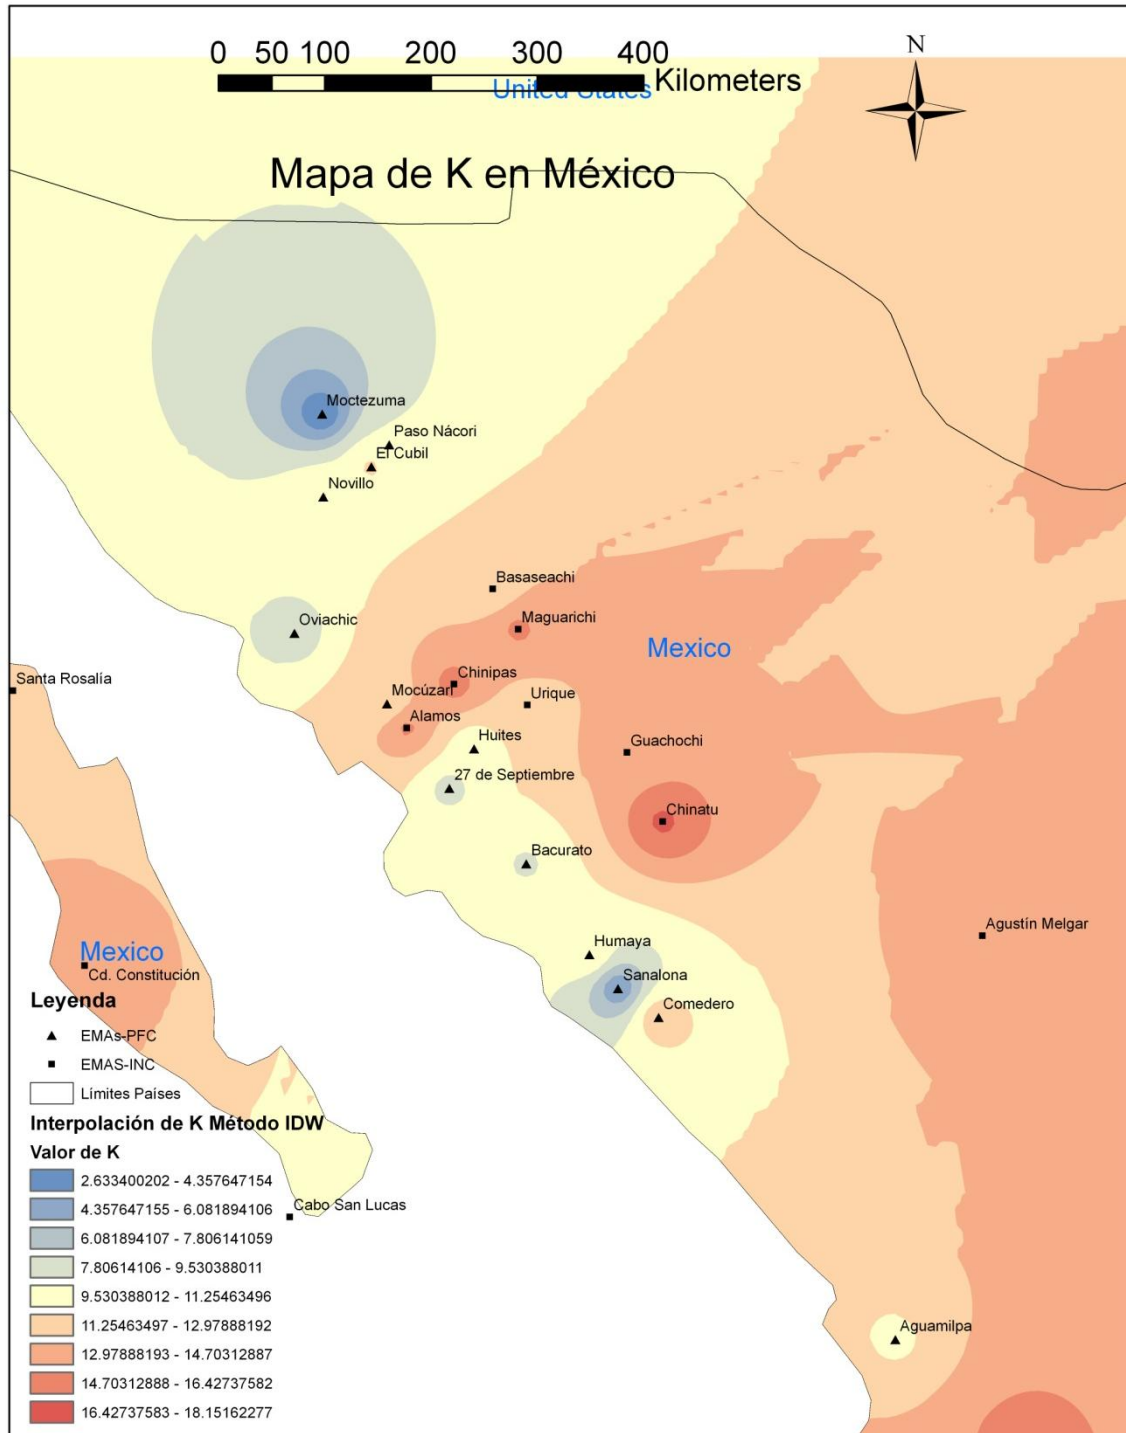 0 50 100 200 300 400
Kilometers
N
United States
Mapa de K en México
Moctezuma
Paso Nácori
El Cubil
Novillo
Basaseachi
Maguarichi
Oviachic
Mexico
Santa Rosalía
Chinipas
Mocúzari
Urique
Alamos
Huites
Guachochi
27 de Septiembre
Chinatu
Bacurato
Agustín Melgar
Mexico
Humaya
Cd. Constitución
Sanalona
Comedero
Leyenda
EMAs-PFC
EMAS-INC
Límites Países
Interpolación de K Método IDW
Valor de K
2.633400202 - 4.357647154
4.357647155 - 6.081894106
6.081894107 - 7.806141059
7.80614106 - 9.530388011
9.530388012 - 11.25463496
11.25463497 - 12.97888192
12.97888193 - 14.70312887
14.70312888 - 16.42737582
16.42737583 - 18.15162277
Cabo San Lucas
Aguamilpa